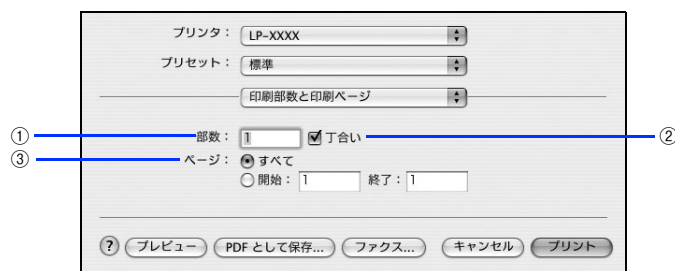 プリンタ： LP-XXXX
プリセット： 標準
印刷部数と印刷ページ
① 部数： 1 丁合い ②
③ ページ： すべて
開始： 1 終了： 1
? プレビュー PDF として保存... ファクス... キャンセル プリント